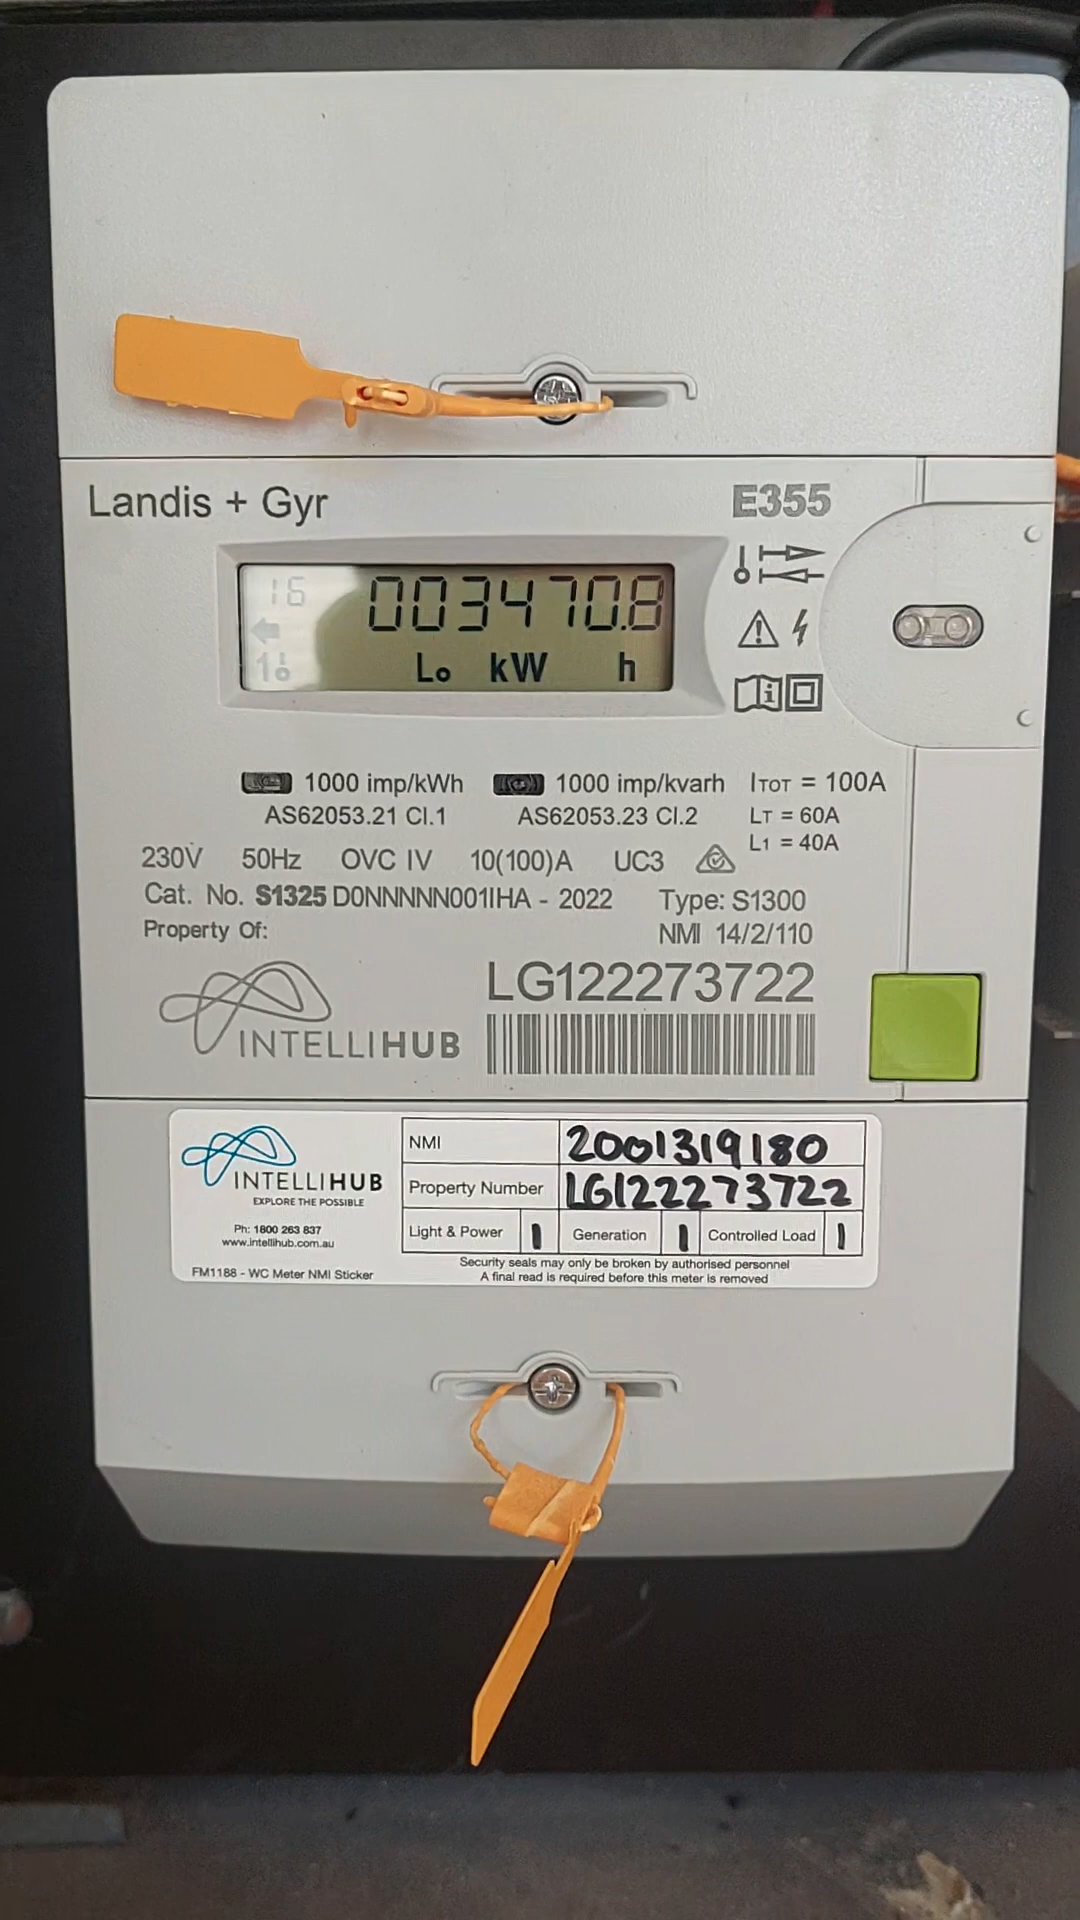 Landis + Gyr
E355
16 003470.8
Lo kW h
1000 imp/kWh 1000 imp/kvarh ITOT = 100A
AS62053.21 Cl.1 AS62053.23 Cl.2 LT = 60A
L1 = 40A
230V 50Hz OVC IV 10(100)A UC3
Cat. No. S1325 D0NNNNN001IHA - 2022 Type: S1300
Property Of: NMI 14/2/110
LG122273722
INTELLIHUB
INTELLIHUB
EXPLORE THE POSSIBLE
Ph: 1800 263 837
www.intellihub.com.au
FM1188 - WC Meter NMI Sticker
NMI 2001319180
Property Number LG122273722
Light & Power 1 Generation 1 Controlled Load 1
Security seals may only be broken by authorised personnel
A final read is required before this meter is removed